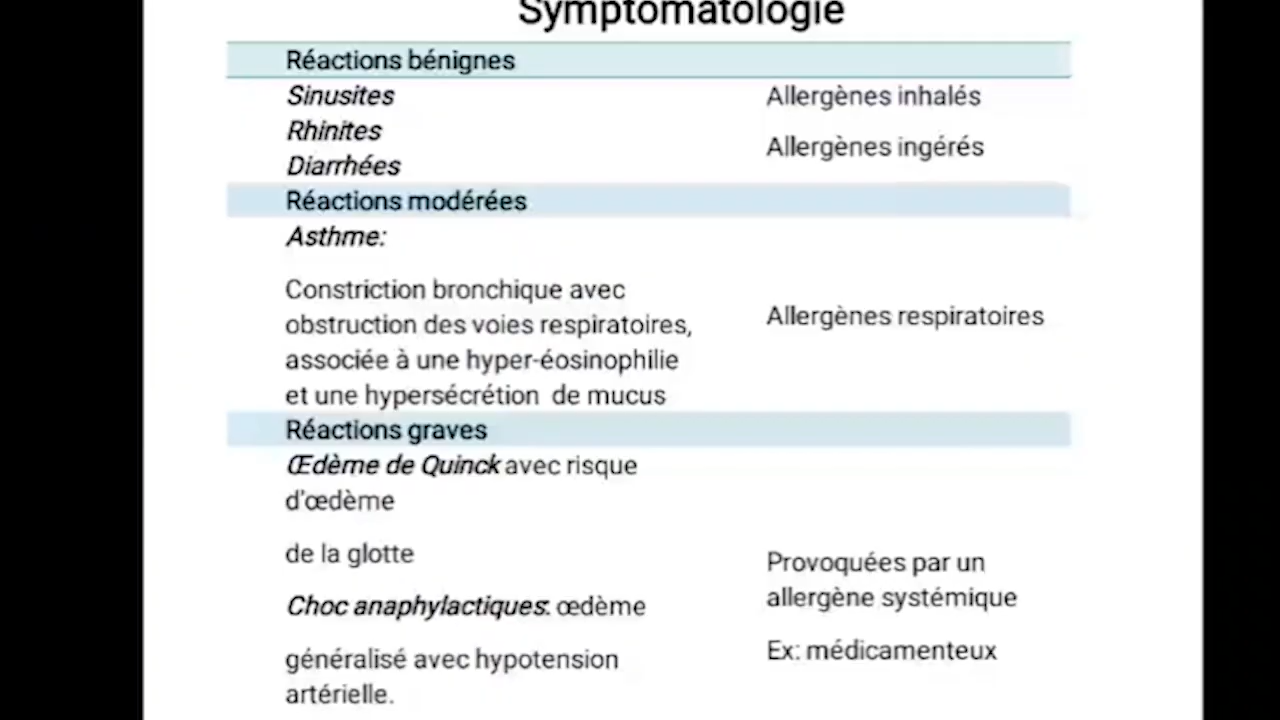 Symptomatologie
Réactions bénignes
Sinusites
Allergènes inhalés
Rhinites
Allergènes ingérés
Diarrhées
Réactions modérées
Asthme:
Constriction bronchique avec
obstruction des voies respiratoires,
associée à une hyper-éosinophilie
et une hypersécrétion de mucus
Allergènes respiratoires
Réactions graves
Œdème de Quinck avec risque
d'œdème
de la glotte
Choc anaphylactiques: œdème
généralisé avec hypotension
artérielle.
Provoquées par un
allergène systémique
Ex: médicamenteux